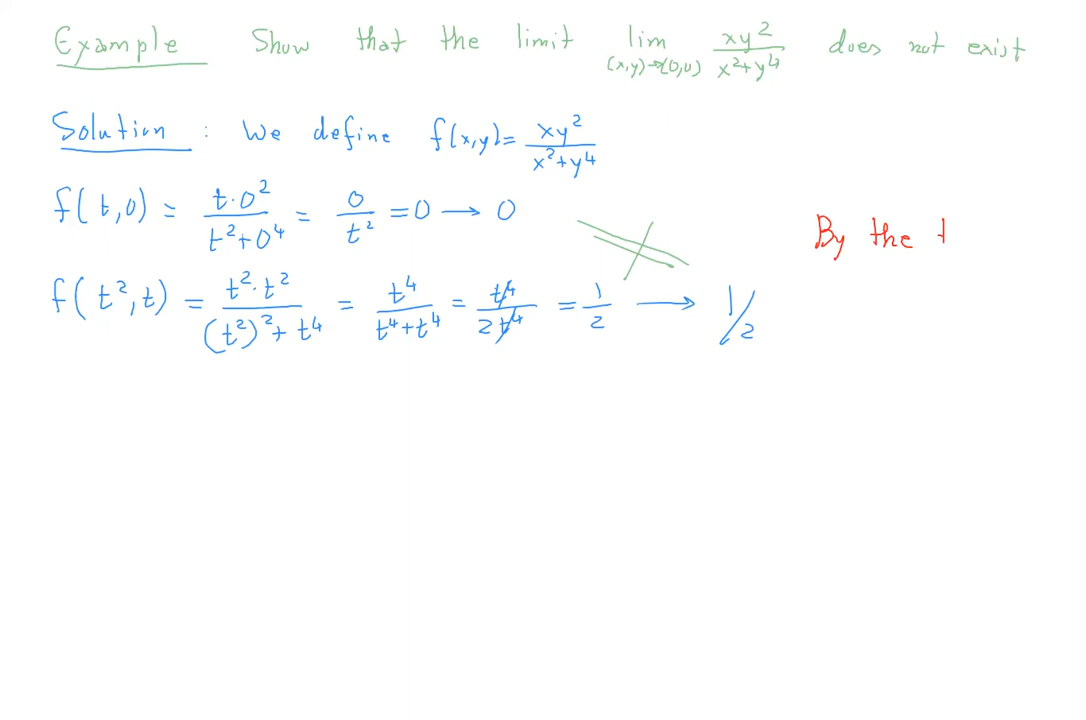 Example Show that the limit lim (x,y)→(0,0) xy²/(x²+y⁴) does not exist
Solution : We define f(x,y) = xy²/(x²+y⁴)
f(t,0) = t·0²/(t²+0⁴) = 0/t² = 0 → 0
By the
f(t²,t) = t²·t²/((t²)²+t⁴) = t⁴/(t⁴+t⁴) = t⁴/(2t⁴) = 1/2 → 1/2